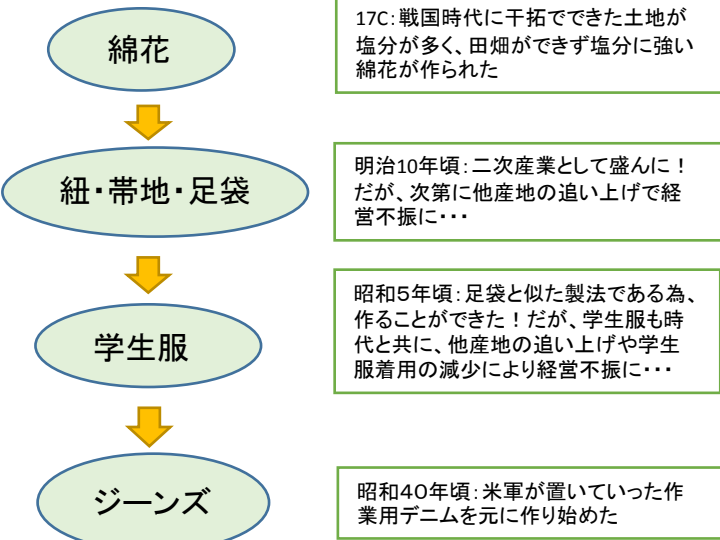 綿花
17C：戦国時代に干拓でできた土地が
塩分が多く、田畑ができず塩分に強い
綿花が作られた
紐・帯地・足袋
明治10年頃：二次産業として盛んに！
だが、次第に他産地の追い上げで経
営不振に・・・
学生服
昭和５年頃：足袋と似た製法である為、
作ることができた！だが、学生服も時
代と共に、他産地の追い上げや学生
服着用の減少により経営不振に・・・
ジーンズ
昭和４０年頃：米軍が置いていった作
業用デニムを元に作り始めた